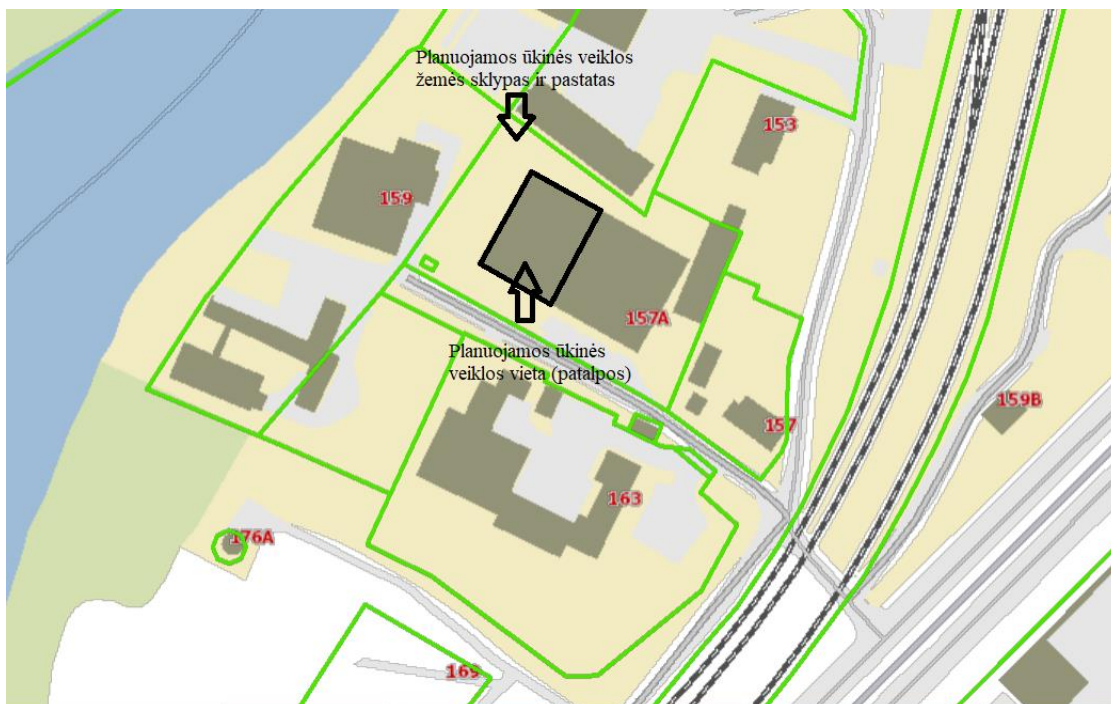 Planuojamos ūkinės veiklos
žemės sklypas ir pastatas
153
159
157A
Planuojamos ūkinės
veiklos vieta (patalpos)
159B
157
163
176A
169